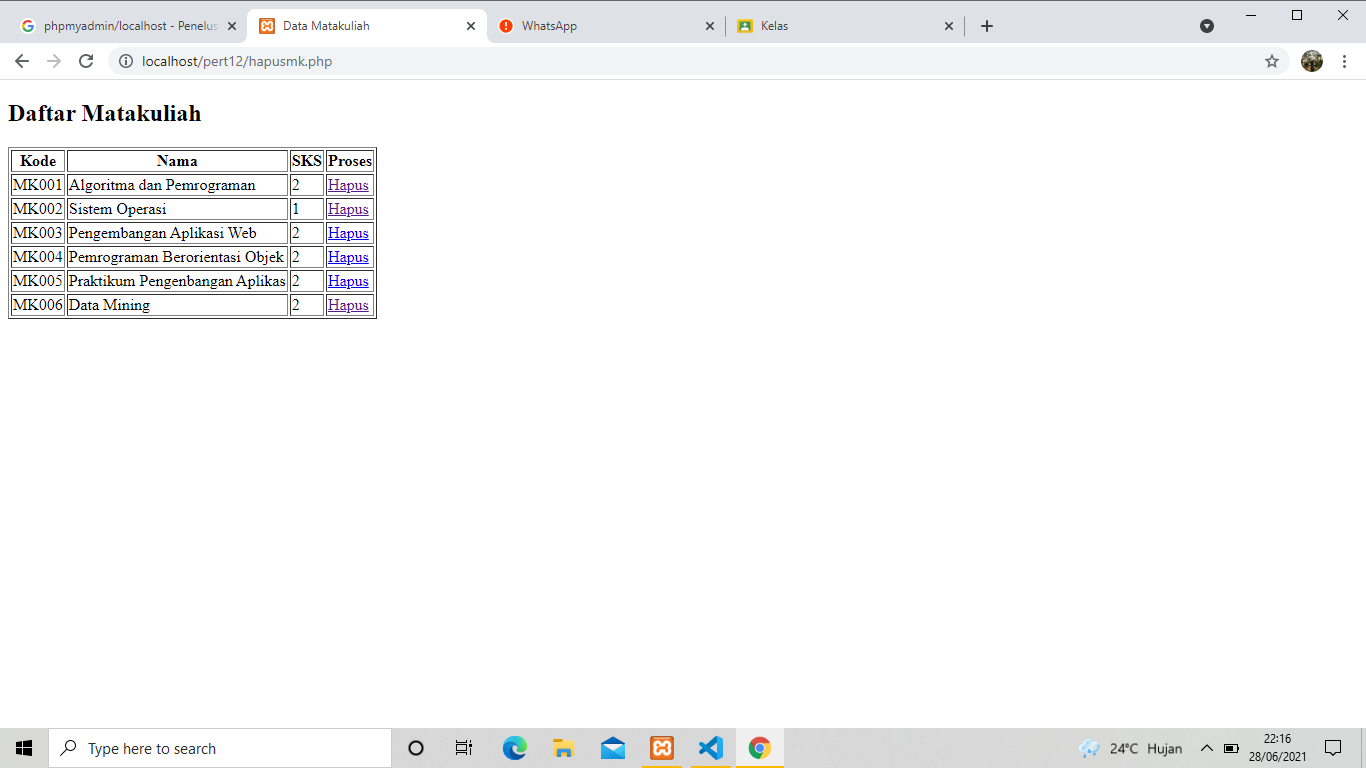 phpmyadmin/localhost - Penelus
Data Matakuliah
WhatsApp
Kelas
localhost/pert12/hapusmk.php
Daftar Matakuliah
Kode Nama SKS Proses
MK001 Algoritma dan Pemrograman 2 Hapus
MK002 Sistem Operasi 1 Hapus
MK003 Pengembangan Aplikasi Web 2 Hapus
MK004 Pemrograman Berorientasi Objek 2 Hapus
MK005 Praktikum Pengenbangan Aplikas 2 Hapus
MK006 Data Mining 2 Hapus
Type here to search
24°C Hujan
22:16
28/06/2021